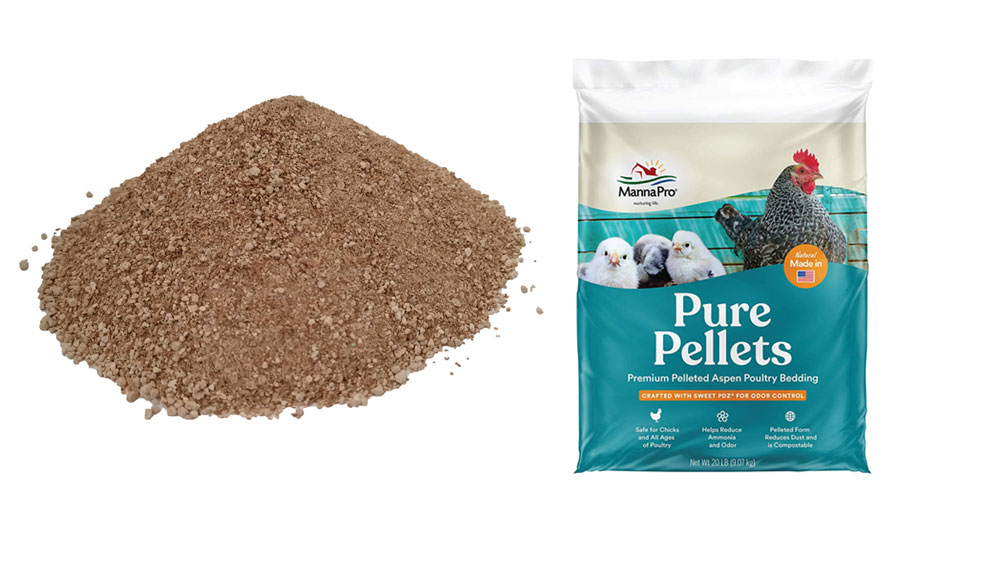 MannaPro®
nurturing life.
Natural
Made in
Pure
Pellets
Premium Pelleted Aspen Poultry Bedding
CRAFTED WITH SWEET PDZ® FOR ODOR CONTROL
Safe for Chicks
and All Ages
of Poultry
Helps Reduce
Ammonia
and Odor
Pelleted Form
Reduces Dust and
is Compostable
Net Wt 20 LB (9.07 kg)